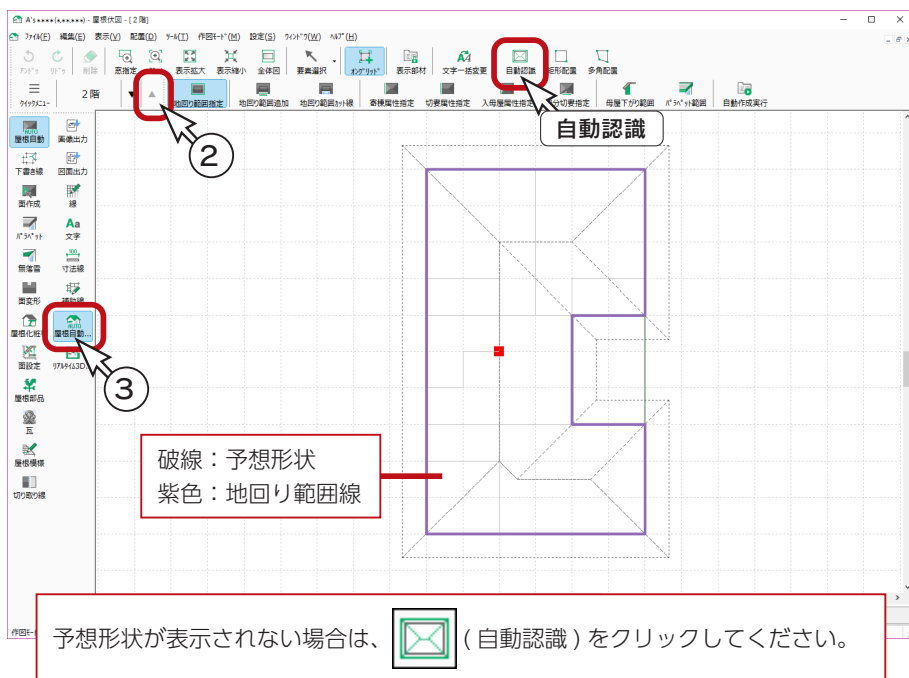 A's****(*.**.***) - 屋根伏図 - [2 階]
ファイル(F) 編集(E) 表示(V) 配置(D) ツール(T) 作図モード(M) 設定(S) ウィンドウ(W) ヘルプ(H)
アンドゥ リドゥ 削除 窓指定 表示拡大 表示縮小 全体図 要素選択 オングリッド 表示部材 文字一括変更 自動認識 矩形配置 多角配置
クイックメニュー 2階 ▼ ▲ 地回り範囲指定 地回り範囲追加 地回り範囲カット線 寄棟属性指定 切妻属性指定 入母屋属性指定 母屋下がり範囲 パラペット範囲 自動作成実行
自動認識
②
屋根自動 画像出力
下書き線 図面出力
面作成 線
パラペット 文字
無落雪 寸法線
面変形 補助線
屋根化粧 屋根自動...
面設定 リアルタイム3D
屋根部品
瓦
屋根模様
切り取り線
③
破線:予想形状
紫色:地回り範囲線
予想形状が表示されない場合は、 ( 自動認識 ) をクリックしてください。